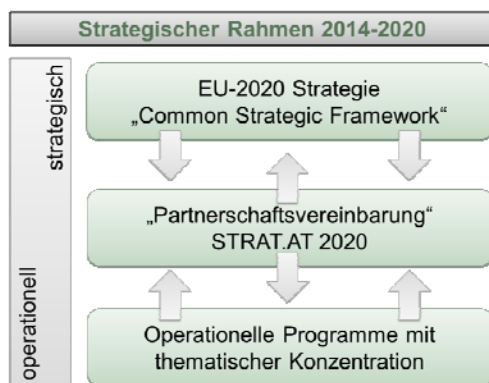 Strategischer Rahmen 2014-2020
strategisch
operationell
EU-2020 Strategie
„Common Strategic Framework“
„Partnerschaftsvereinbarung“
STRAT.AT 2020
Operationelle Programme mit
thematischer Konzentration